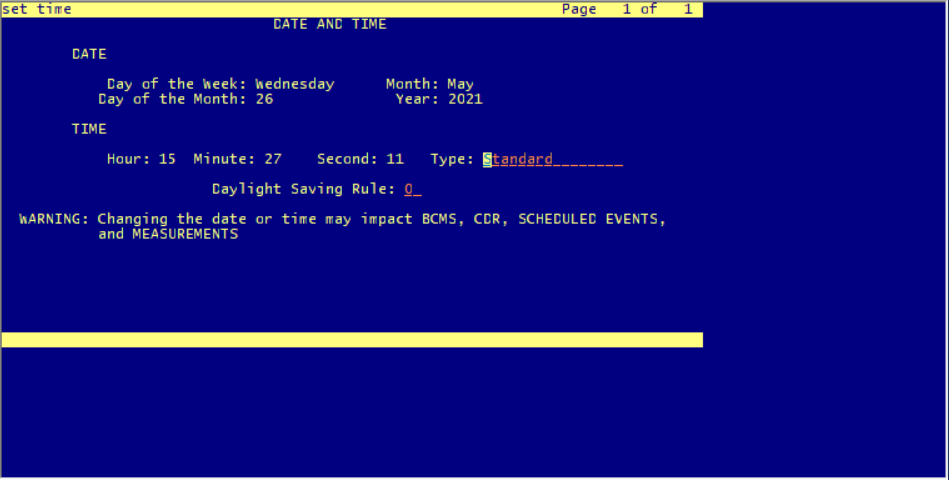 set time Page 1 of 1
DATE AND TIME
DATE
Day of the Week: Wednesday Month: May
Day of the Month: 26 Year: 2021
TIME
Hour: 15 Minute: 27 Second: 11 Type: Standard________
Daylight Saving Rule: 0_
WARNING: Changing the date or time may impact BCMS, CDR, SCHEDULED EVENTS,
and MEASUREMENTS